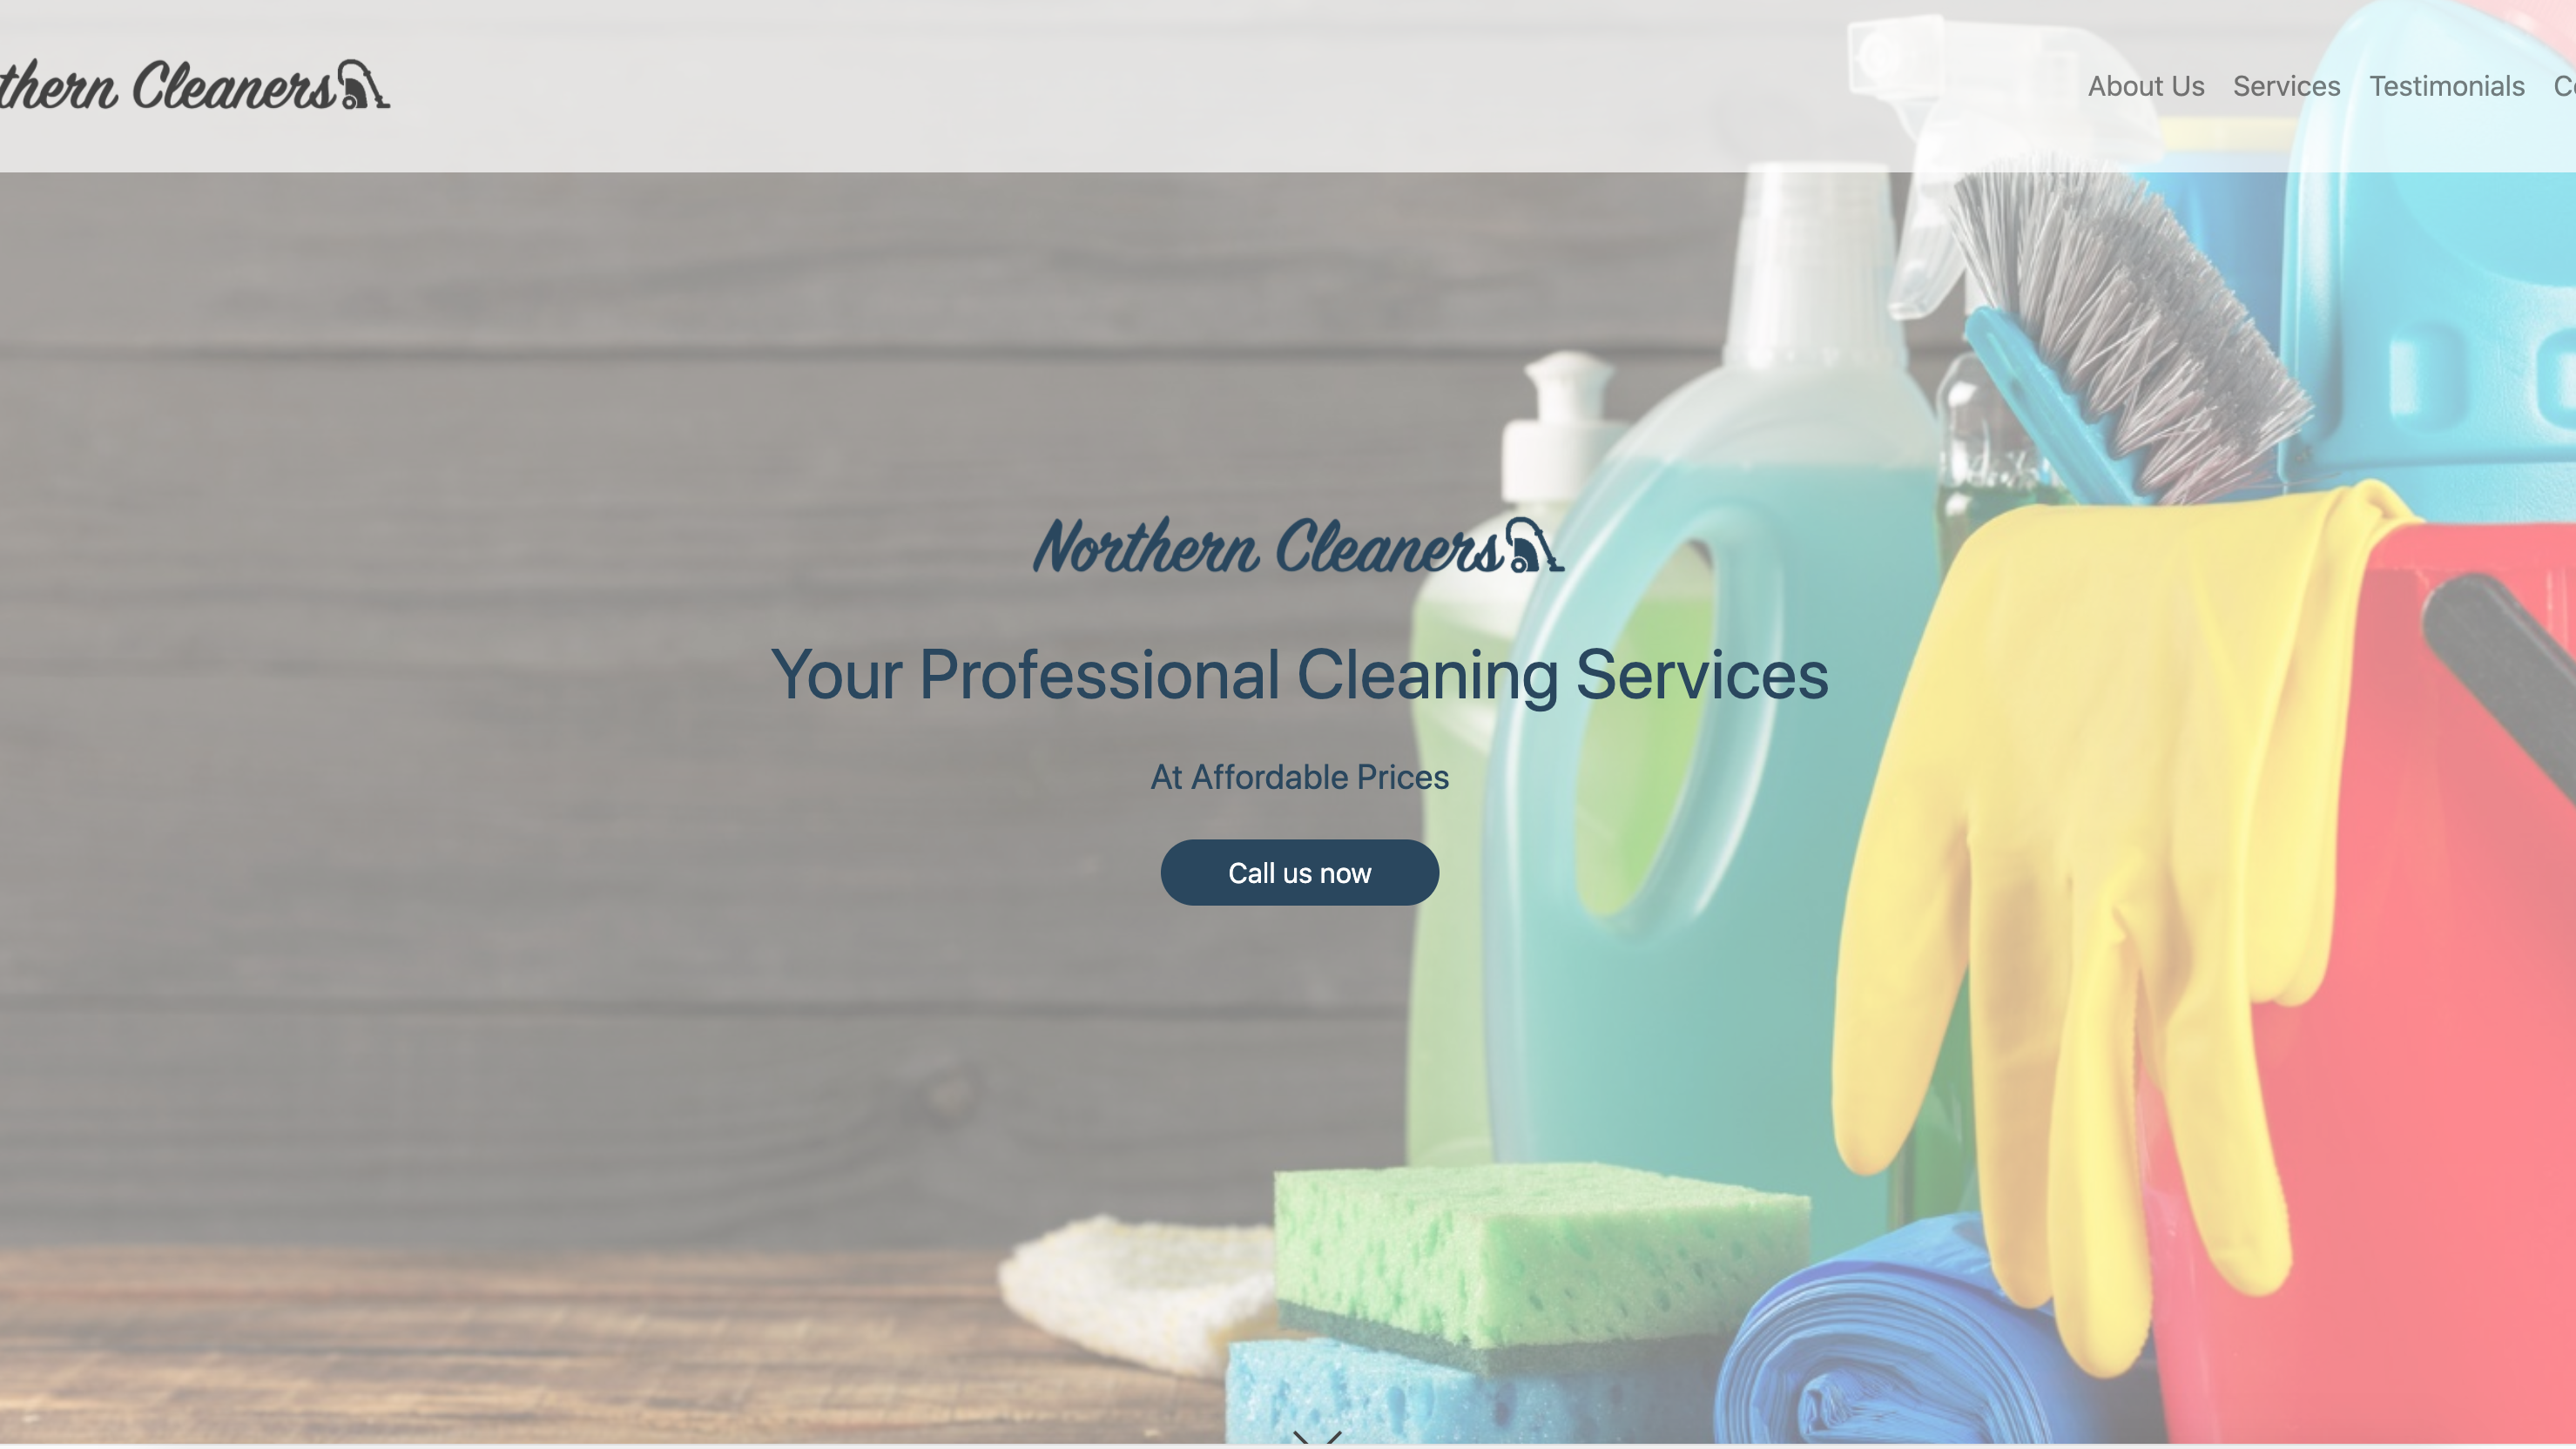 thern Cleaners
About Us Services Testimonials
Northern Cleaners
Your Professional Cleaning Services
At Affordable Prices
Call us now